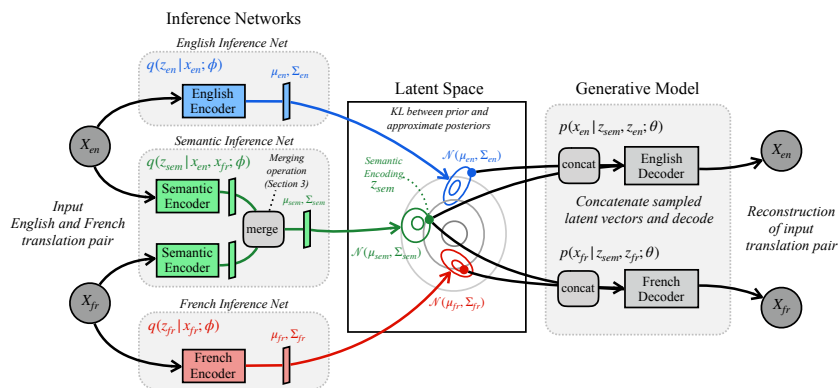 Inference Networks
English Inference Net
q(z_en | x_en; ϕ)
μ_en, Σ_en
English
Encoder
X_en
Semantic Inference Net
q(z_sem | x_en, x_fr; ϕ)
Merging
operation
(Section 3)
Semantic
Encoder
μ_sem, Σ_sem
merge
Semantic
Encoder
Input
English and French
translation pair
X_fr
French Inference Net
q(z_fr | x_fr; ϕ)
μ_fr, Σ_fr
French
Encoder
Latent Space
KL between prior and
approximate posteriors
𝒩(μ_en, Σ_en)
Semantic
Encoding
z_sem
𝒩(μ_sem, Σ_sem)
𝒩(μ_fr, Σ_fr)
Generative Model
p(x_en | z_sem, z_en; θ)
concat
English
Decoder
Concatenate sampled
latent vectors and decode
p(x_fr | z_sem, z_fr; θ)
concat
French
Decoder
X_en
Reconstruction
of input
translation pair
X_fr